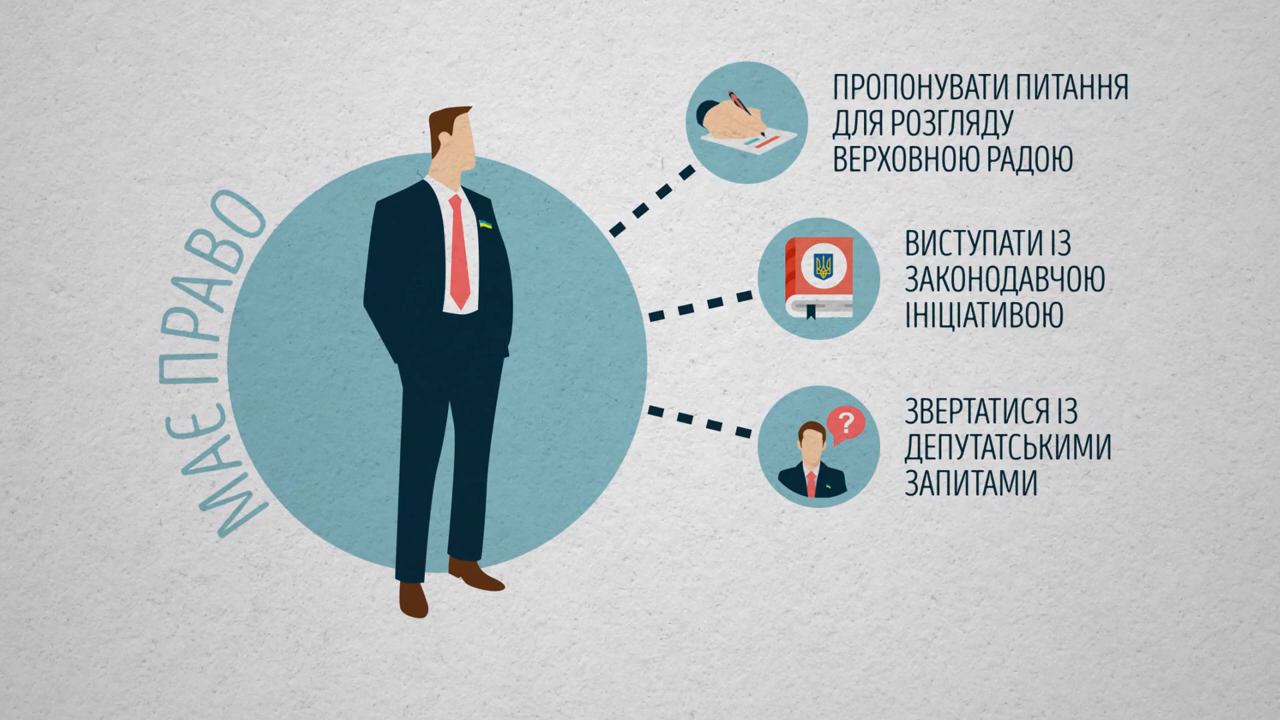 МАЄ ПРАВО
ПРОПОНУВАТИ ПИТАННЯ
ДЛЯ РОЗГЛЯДУ
ВЕРХОВНОЮ РАДОЮ
ВИСТУПАТИ ІЗ
ЗАКОНОДАВЧОЮ
ІНІЦІАТИВОЮ
?
ЗВЕРТАТИСЯ ІЗ
ДЕПУТАТСЬКИМИ
ЗАПИТАМИ